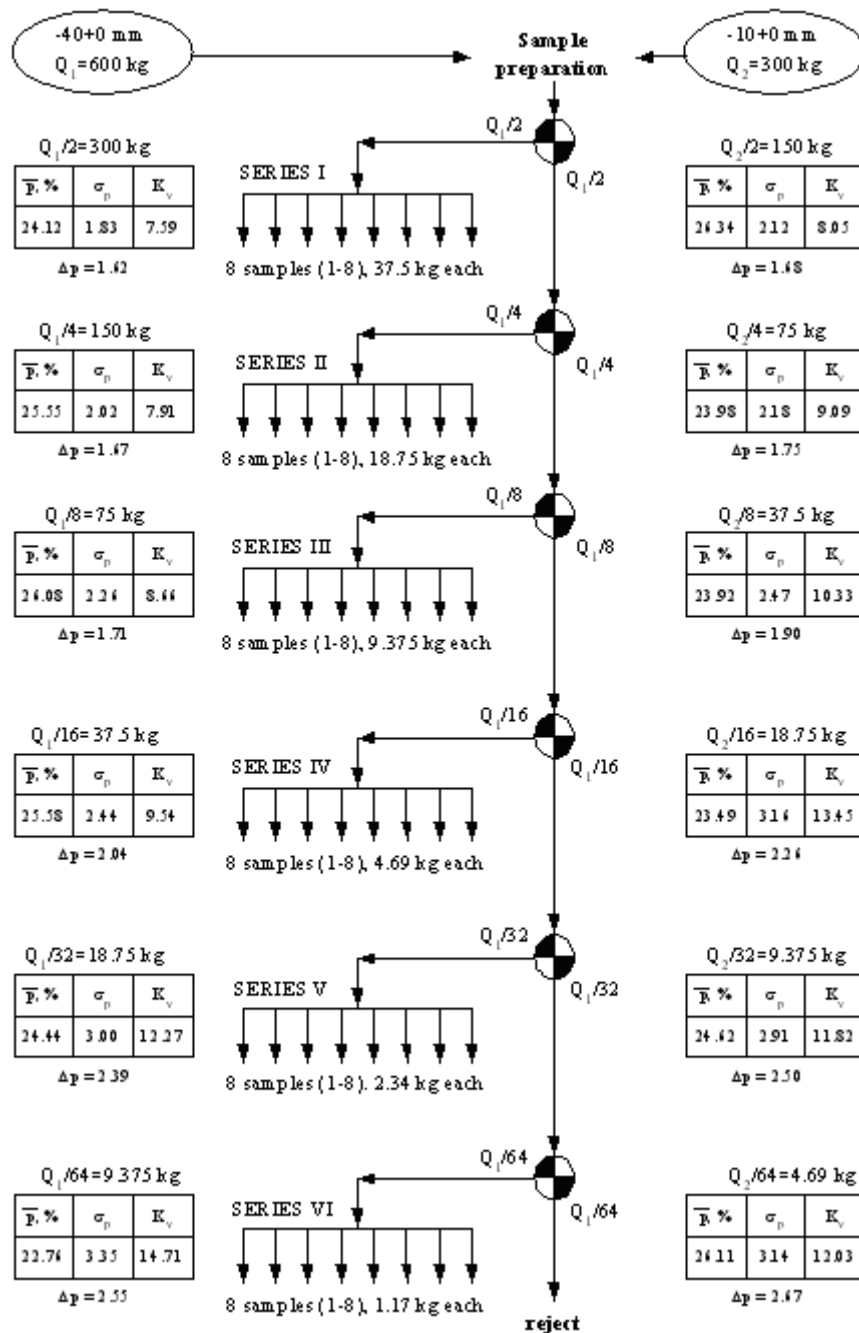 -40+0 mm
Q₁=600 kg
Sample
preparation
-10+0 mm
Q₂=300 kg
Q₁/2=300 kg
p̅, % σₚ Kᵥ
24.12 1.83 7.59
Δp=1.62
Q₁/2
SERIES I
Q₁/2
8 samples (1-8), 37.5 kg each
Q₂/2=150 kg
p̅, % σₚ Kᵥ
26.34 2.12 8.05
Δp=1.68
Q₁/4=150 kg
p̅, % σₚ Kᵥ
25.55 2.02 7.91
Δp=1.67
Q₁/4
SERIES II
Q₁/4
8 samples (1-8), 18.75 kg each
Q₂/4=75 kg
p̅, % σₚ Kᵥ
23.98 2.18 9.09
Δp=1.75
Q₁/8=75 kg
p̅, % σₚ Kᵥ
26.08 2.26 8.66
Δp=1.71
Q₁/8
SERIES III
Q₁/8
8 samples (1-8), 9.375 kg each
Q₂/8=37.5 kg
p̅, % σₚ Kᵥ
23.92 2.47 10.33
Δp=1.90
Q₁/16=37.5 kg
p̅, % σₚ Kᵥ
25.58 2.44 9.54
Δp=2.04
Q₁/16
SERIES IV
Q₁/16
8 samples (1-8), 4.69 kg each
Q₂/16=18.75 kg
p̅, % σₚ Kᵥ
23.49 3.16 13.45
Δp=2.26
Q₁/32=18.75 kg
p̅, % σₚ Kᵥ
24.44 3.00 12.27
Δp=2.39
Q₁/32
SERIES V
Q₁/32
8 samples (1-8). 2.34 kg each
Q₂/32=9.375 kg
p̅, % σₚ Kᵥ
24.62 2.91 11.82
Δp=2.50
Q₁/64=9.375 kg
p̅, % σₚ Kᵥ
22.76 3.35 14.71
Δp=2.55
Q₁/64
SERIES VI
Q₁/64
8 samples (1-8), 1.17 kg each
reject
Q₂/64=4.69 kg
p̅, % σₚ Kᵥ
26.11 3.14 12.03
Δp=2.67